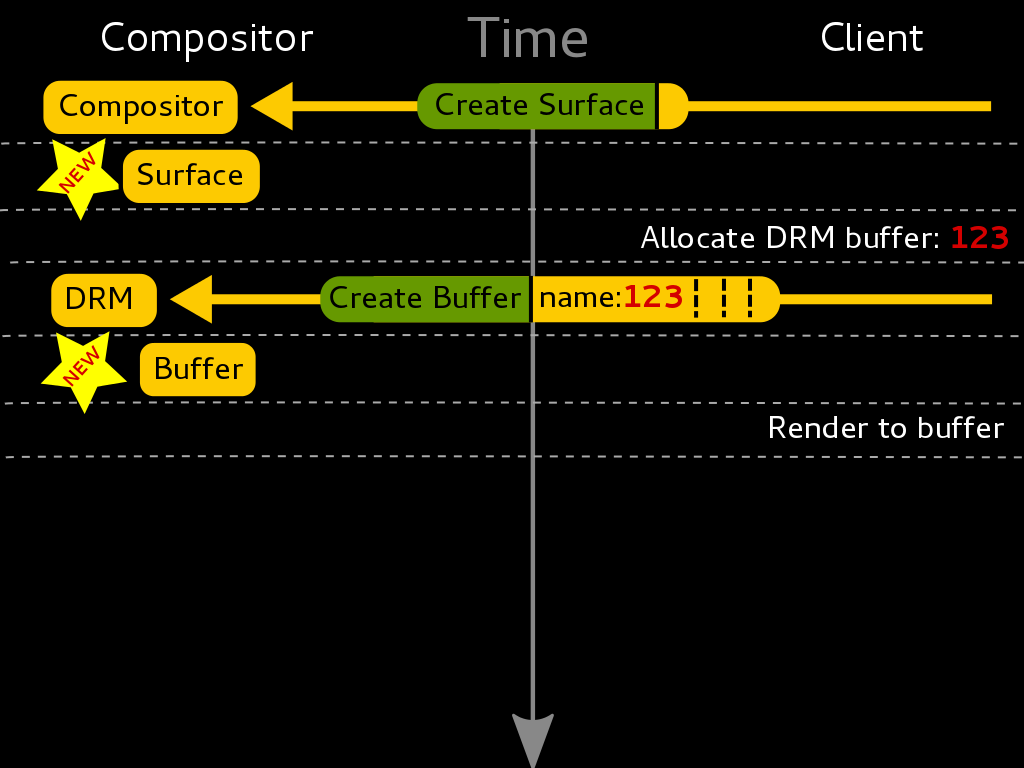 Compositor Time Client
Compositor Create Surface
NEW Surface
Allocate DRM buffer: 123
DRM Create Buffer name:123
NEW Buffer
Render to buffer